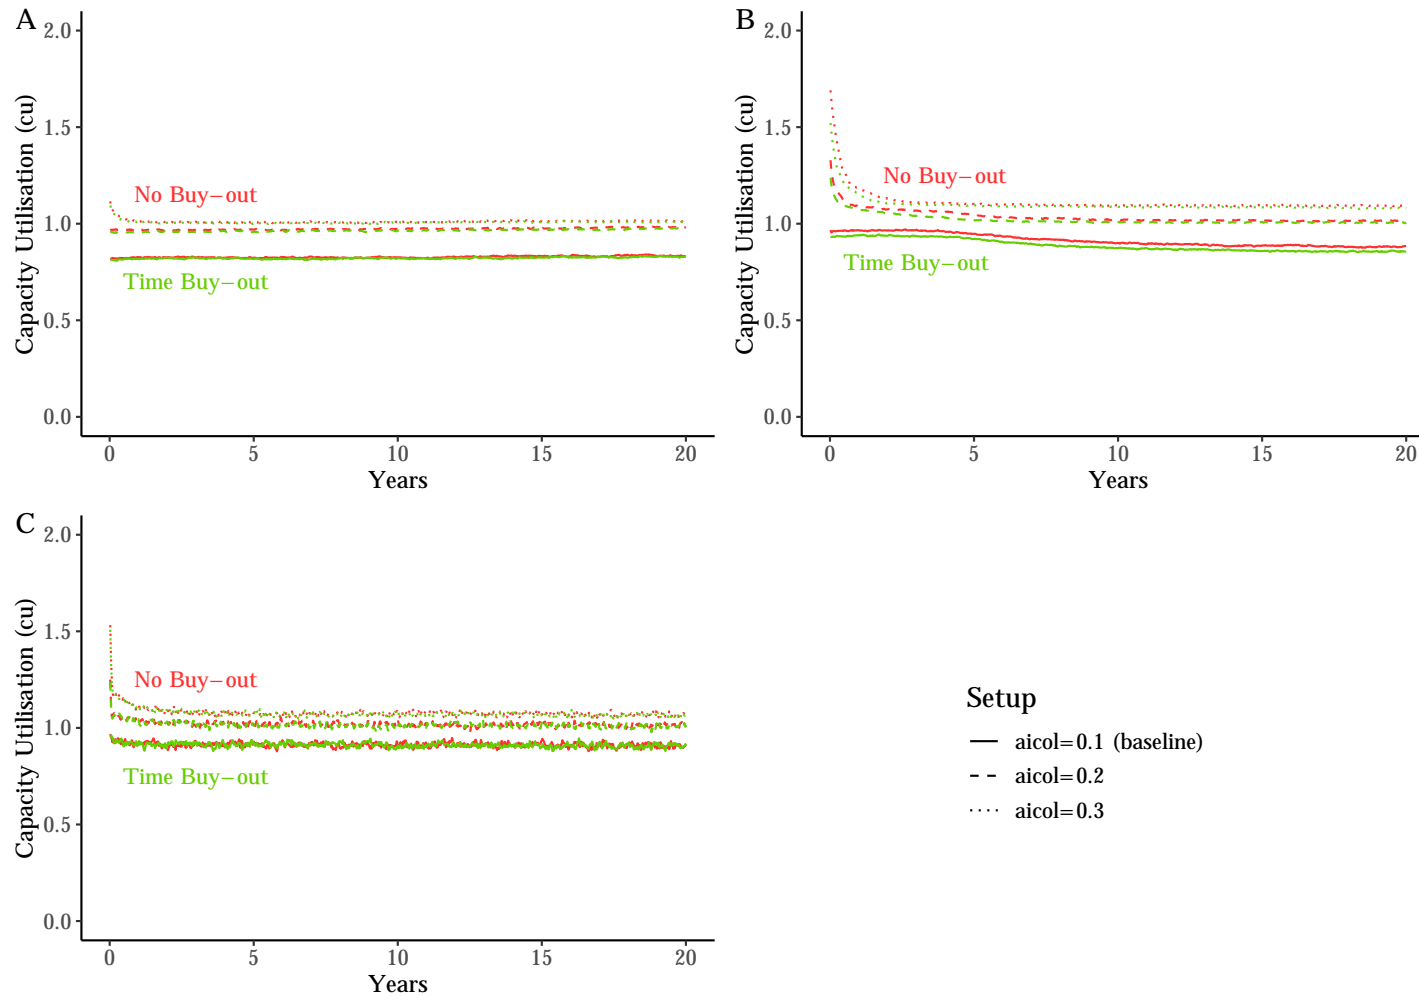 A
Capacity Utilisation (cu)
2.0
1.5
1.0
0.5
0.0
No Buy−out
Time Buy−out
0 5 10 15 20
Years
B
Capacity Utilisation (cu)
2.0
1.5
1.0
0.5
0.0
No Buy−out
Time Buy−out
0 5 10 15 20
Years
C
Capacity Utilisation (cu)
2.0
1.5
1.0
0.5
0.0
No Buy−out
Time Buy−out
0 5 10 15 20
Years
Setup
aicol=0.1 (baseline)
aicol=0.2
aicol=0.3